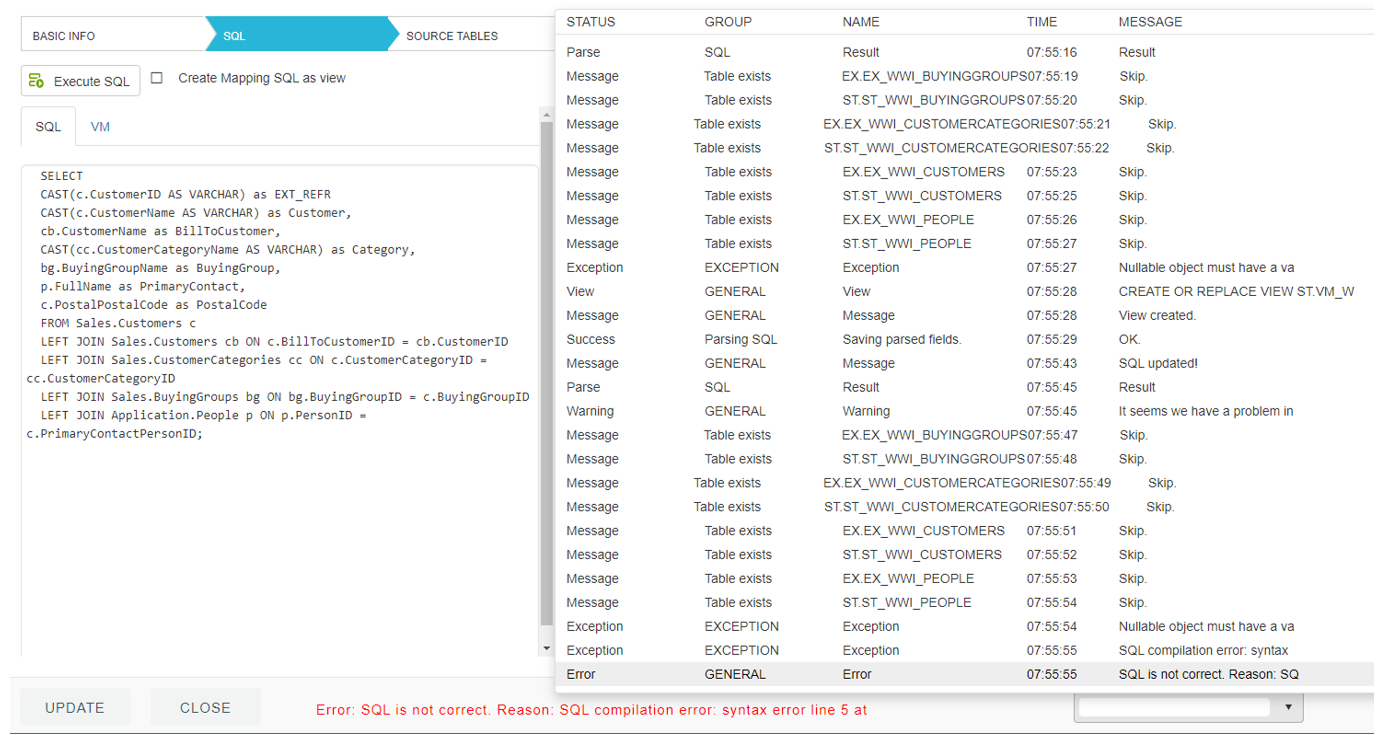 BASIC INFO
SQL
SOURCE TABLES
Execute SQL
Create Mapping SQL as view
SQL
VM
SELECT
CAST(c.CustomerID AS VARCHAR) as EXT_REFR
CAST(c.CustomerName AS VARCHAR) as Customer,
cb.CustomerName as BillToCustomer,
CAST(cc.CustomerCategoryName AS VARCHAR) as Category,
bg.BuyingGroupName as BuyingGroup,
p.FullName as PrimaryContact,
c.PostalPostalCode as PostalCode
FROM Sales.Customers c
LEFT JOIN Sales.Customers cb ON c.BillToCustomerID = cb.CustomerID
LEFT JOIN Sales.CustomerCategories cc ON c.CustomerCategoryID =
cc.CustomerCategoryID
LEFT JOIN Sales.BuyingGroups bg ON bg.BuyingGroupID = c.BuyingGroupID
LEFT JOIN Application.People p ON p.PersonID =
c.PrimaryContactPersonID;
STATUS GROUP NAME TIME MESSAGE
Parse SQL Result 07:55:16 Result
Message Table exists EX.EX_WWI_BUYINGGROUPS07:55:19 Skip.
Message Table exists ST.ST_WWI_BUYINGGROUPS07:55:20 Skip.
Message Table exists EX.EX_WWI_CUSTOMERCATEGORIES07:55:21 Skip.
Message Table exists ST.ST_WWI_CUSTOMERCATEGORIES07:55:22 Skip.
Message Table exists EX.EX_WWI_CUSTOMERS 07:55:23 Skip.
Message Table exists ST.ST_WWI_CUSTOMERS 07:55:25 Skip.
Message Table exists EX.EX_WWI_PEOPLE 07:55:26 Skip.
Message Table exists ST.ST_WWI_PEOPLE 07:55:27 Skip.
Exception EXCEPTION Exception 07:55:27 Nullable object must have a va
View GENERAL View 07:55:28 CREATE OR REPLACE VIEW ST.VM_W
Message GENERAL Message 07:55:28 View created.
Success Parsing SQL Saving parsed fields. 07:55:29 OK.
Message GENERAL Message 07:55:43 SQL updated!
Parse SQL Result 07:55:45 Result
Warning GENERAL Warning 07:55:45 It seems we have a problem in
Message Table exists EX.EX_WWI_BUYINGGROUPS07:55:47 Skip.
Message Table exists ST.ST_WWI_BUYINGGROUPS07:55:48 Skip.
Message Table exists EX.EX_WWI_CUSTOMERCATEGORIES07:55:49 Skip.
Message Table exists ST.ST_WWI_CUSTOMERCATEGORIES07:55:50 Skip.
Message Table exists EX.EX_WWI_CUSTOMERS 07:55:51 Skip.
Message Table exists ST.ST_WWI_CUSTOMERS 07:55:52 Skip.
Message Table exists EX.EX_WWI_PEOPLE 07:55:53 Skip.
Message Table exists ST.ST_WWI_PEOPLE 07:55:54 Skip.
Exception EXCEPTION Exception 07:55:54 Nullable object must have a va
Exception EXCEPTION Exception 07:55:55 SQL compilation error: syntax
Error GENERAL Error 07:55:55 SQL is not correct. Reason: SQ
UPDATE
CLOSE
Error: SQL is not correct. Reason: SQL compilation error: syntax error line 5 at